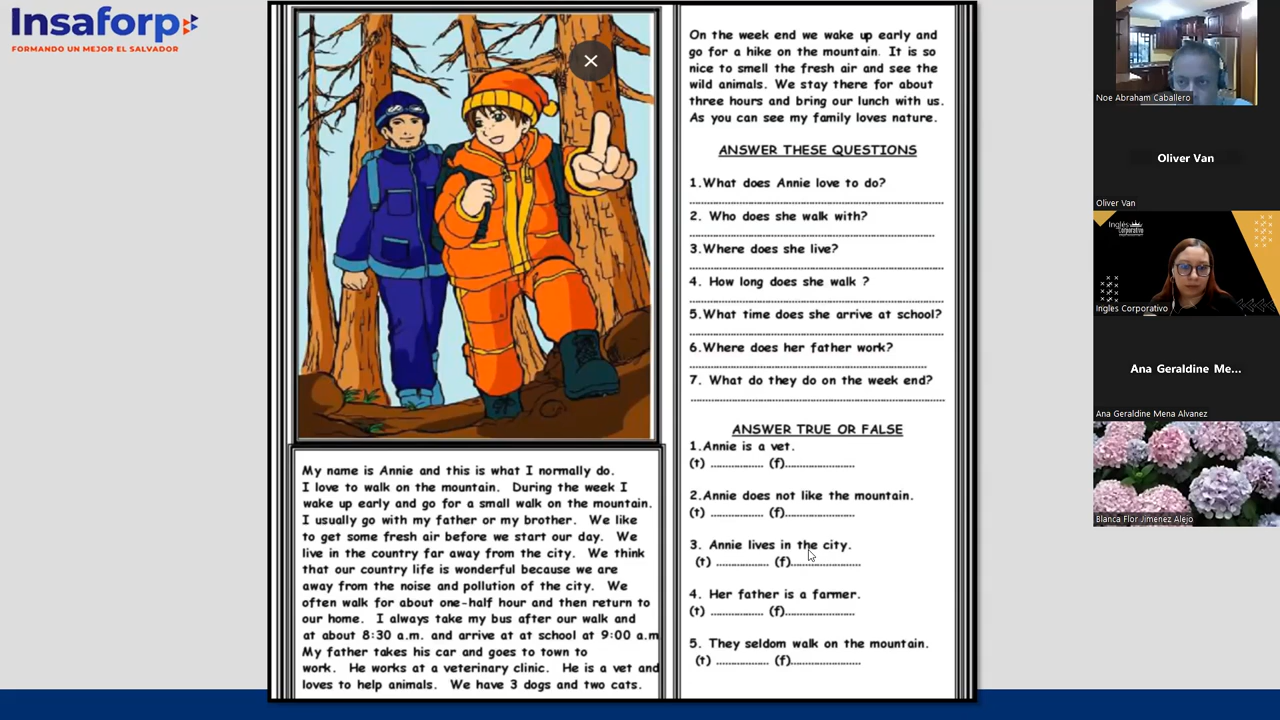 Insaforp
FORMANDO UN MEJOR EL SALVADOR
My name is Annie and this is what I normally do.
I love to walk on the mountain. During the week I
wake up early and go for a small walk on the mountain.
I usually go with my father or my brother. We like
to get some fresh air before we start our day. We
live in the country far away from the city. We think
that our country life is wonderful because we are
away from the noise and pollution of the city. We
often walk for about one-half hour and then return to
our home. I always take my bus after our walk and
at about 8:30 a.m. and arrive at at school at 9:00 a.m
My father takes his car and goes to town to
work. He works at a veterinary clinic. He is a vet and
loves to help animals. We have 3 dogs and two cats.
On the week end we wake up early and
go for a hike on the mountain. It is so
nice to smell the fresh air and see the
wild animals. We stay there for about
three hours and bring our lunch with us.
As you can see my family loves nature.
ANSWER THESE QUESTIONS
1.What does Annie love to do?
2. Who does she walk with?
3.Where does she live?
4. How long does she walk ?
5.What time does she arrive at school?
6.Where does her father work?
7. What do they do on the week end?
ANSWER TRUE OR FALSE
1.Annie is a vet.
(t) ................ (f)......................
2.Annie does not like the mountain.
(t) ................ (f)......................
3. Annie lives in the city.
(t) ................ (f)......................
4. Her father is a farmer.
(t) ................ (f)......................
5. They seldom walk on the mountain.
(t) ................ (f)......................
Noe Abraham Caballero
Oliver Van
Oliver Van
Inglés
Corporativo
Ingles Corporativo
Ana Geraldine Me...
Ana Geraldine Mena Alvanez
Blanca Flor Jimenez Alejo